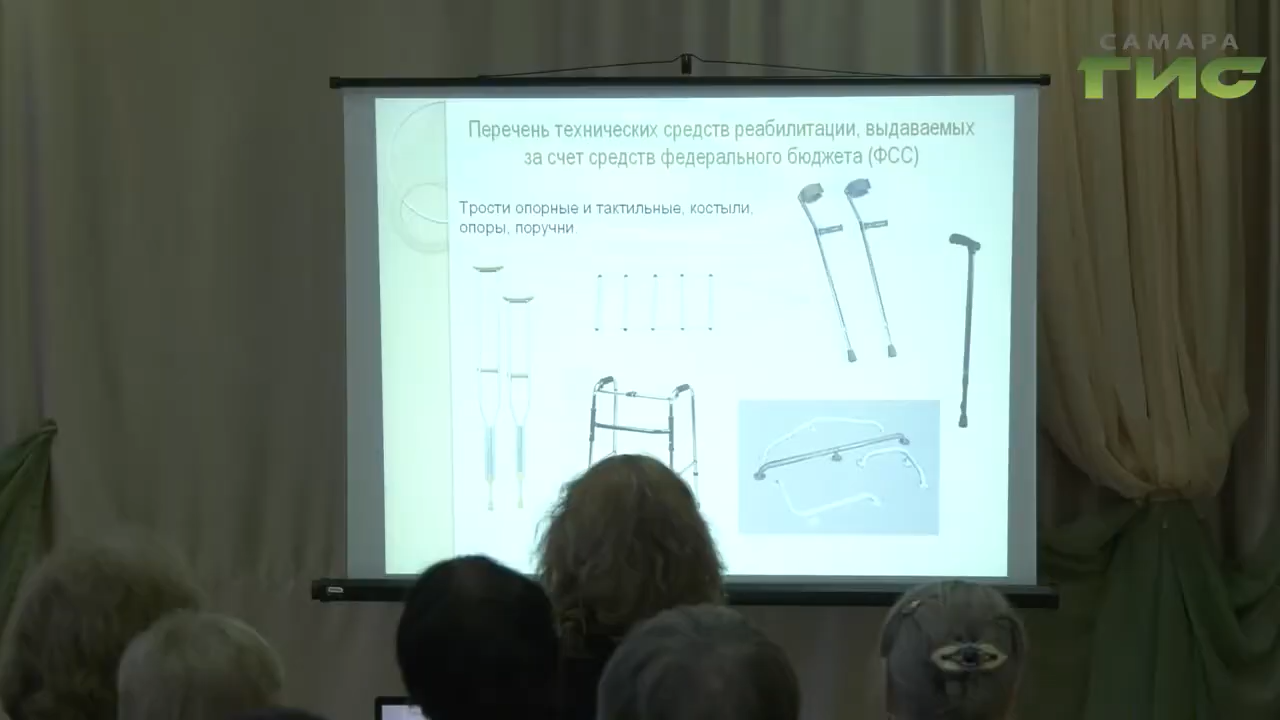 САМАРА
ГИС
Перечень технических средств реабилитации, выдаваемых
за счет средств федерального бюджета (ФСС)
Трости опорные и тактильные, костыли,
опоры, поручни.